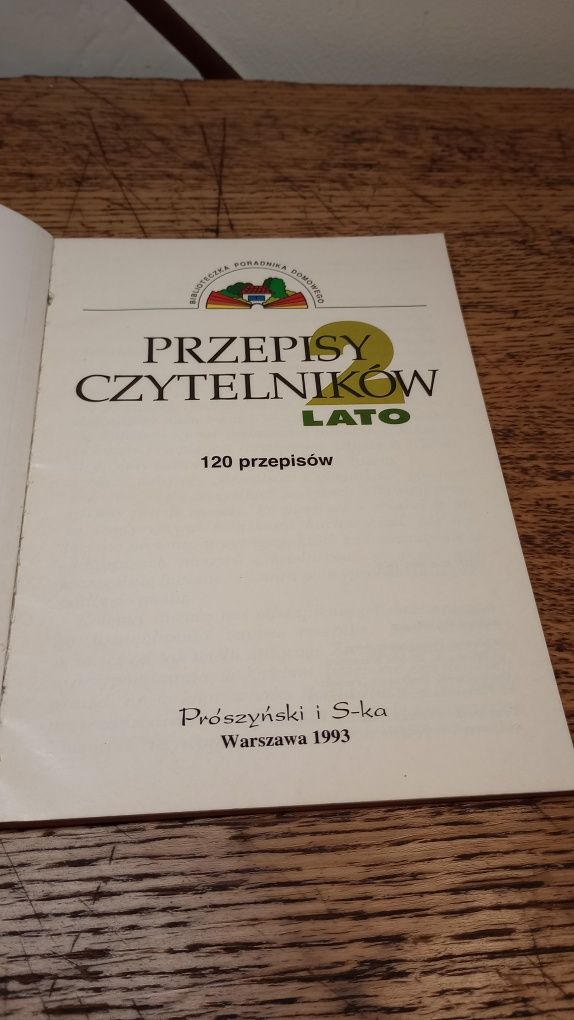 BIBLIOTECZKA PORADNIKA DOMOWEGO
PRZEPISY
CZYTELNIKÓW
2
LATO
120 przepisów
Prószyński i S-ka
Warszawa 1993